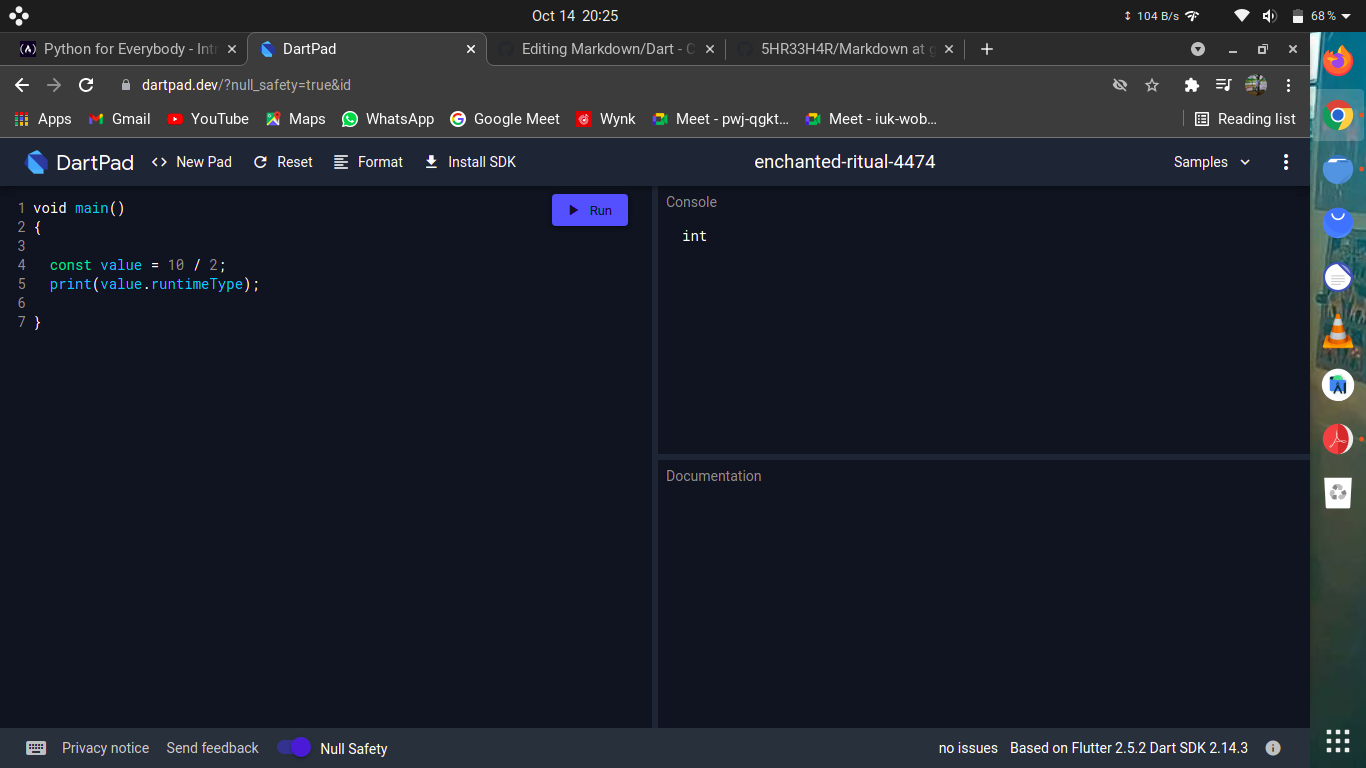 Oct 14 20:25
104 B/s
68 %
Python for Everybody - Intr
DartPad
Editing Markdown/Dart - C
5HR33H4R/Markdown at g
dartpad.dev/?null_safety=true&id
Apps
Gmail
YouTube
Maps
WhatsApp
Google Meet
Wynk
Meet - pwj-qgkt...
Meet - iuk-wob...
Reading list
DartPad
New Pad
Reset
Format
Install SDK
enchanted-ritual-4474
Samples
Run
1 void main()
2 {
3
4 const value = 10 / 2;
5 print(value.runtimeType);
6
7 }
Console
int
Documentation
Privacy notice
Send feedback
Null Safety
no issues
Based on Flutter 2.5.2 Dart SDK 2.14.3